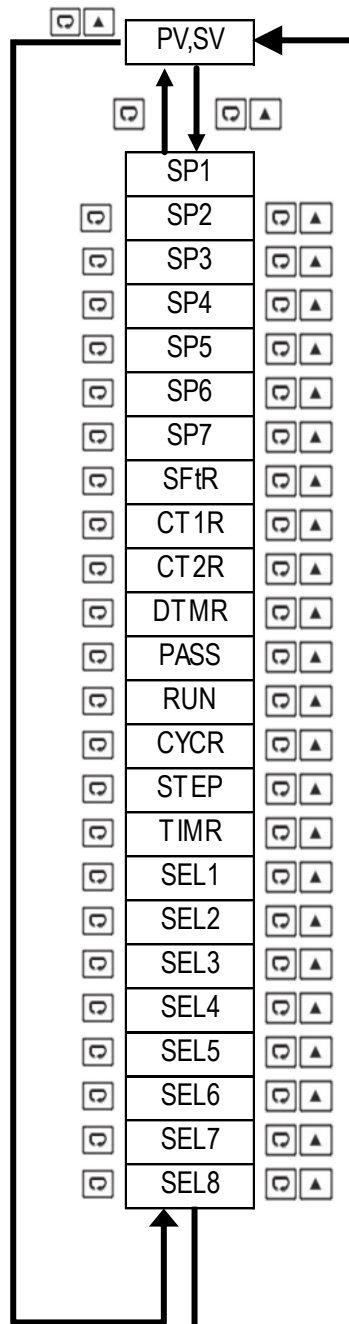 PV,SV
SP1
SP2
SP3
SP4
SP5
SP6
SP7
SFtR
CT1R
CT2R
DTMR
PASS
RUN
CYCR
STEP
TIMR
SEL1
SEL2
SEL3
SEL4
SEL5
SEL6
SEL7
SEL8